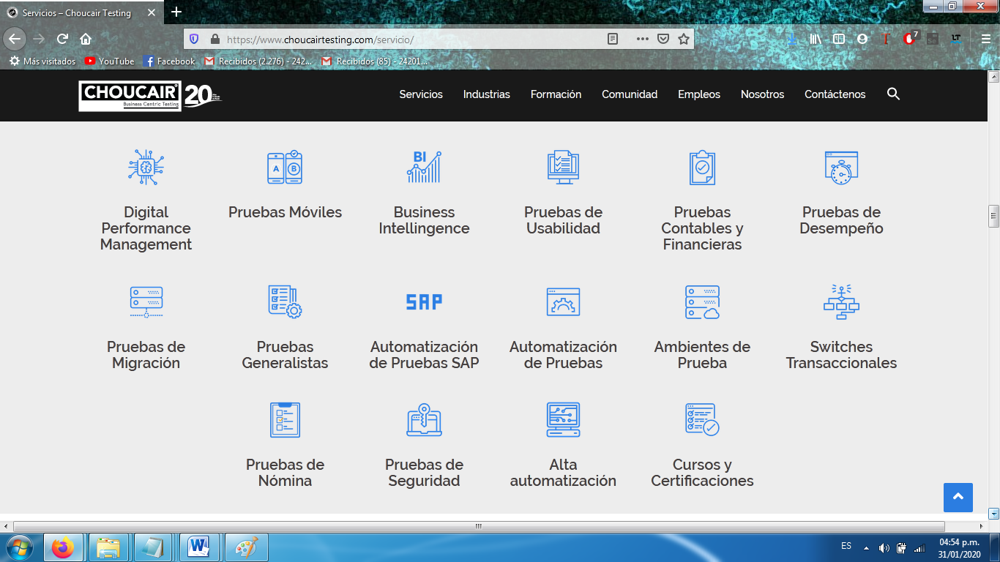 Servicios – Choucair Testing
https://www.choucairtesting.com/servicio/
7
Más visitados
YouTube
Facebook
Recibidos (2.276) - 242...
Recibidos (85) - 24201...
CHOUCAIR®
Business Centric Testing
20
Servicios
Industrias
Formación
Comunidad
Empleos
Nosotros
Contáctenos
A
B
BI
Digital
Performance
Management
Pruebas Móviles
Business
Intellingence
Pruebas de
Usabilidad
Pruebas
Contables y
Financieras
Pruebas de
Desempeño
SAP
Pruebas de
Migración
Pruebas
Generalistas
Automatización
de Pruebas SAP
Automatización
de Pruebas
Ambientes de
Prueba
Switches
Transaccionales
Pruebas de
Nómina
Pruebas de
Seguridad
Alta
automatización
Cursos y
Certificaciones
ES
04:54 p.m.
31/01/2020